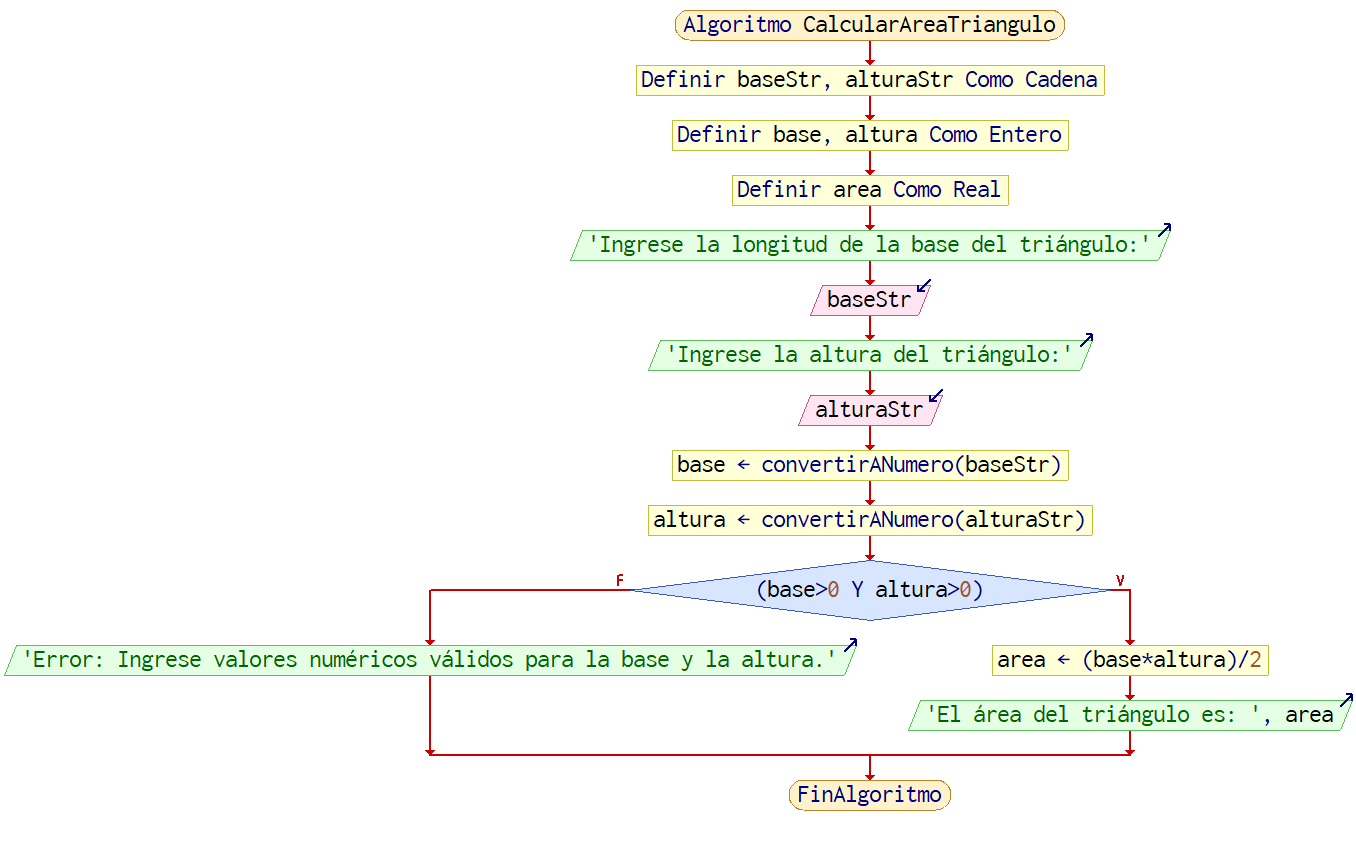 Algoritmo CalcularAreaTriangulo
Definir baseStr, alturaStr Como Cadena
Definir base, altura Como Entero
Definir area Como Real
'Ingrese la longitud de la base del triángulo:'
baseStr
'Ingrese la altura del triángulo:'
alturaStr
base ← convertirANumero(baseStr)
altura ← convertirANumero(alturaStr)
F
(base>0 Y altura>0)
V
'Error: Ingrese valores numéricos válidos para la base y la altura.'
area ← (base*altura)/2
'El área del triángulo es: ', area
FinAlgoritmo